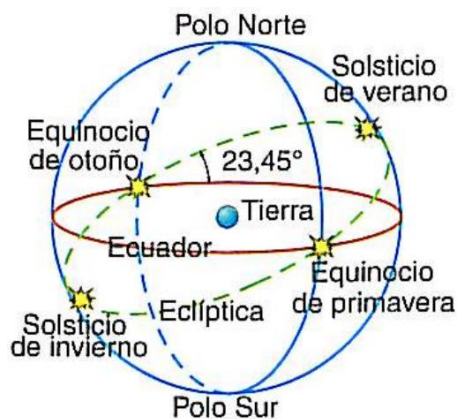 Polo Norte
Solsticio
de verano
Equinocio
de otoño
23,45°
Tierra
Ecuador
Equinocio
de primavera
Eclíptica
Solsticio
de invierno
Polo Sur